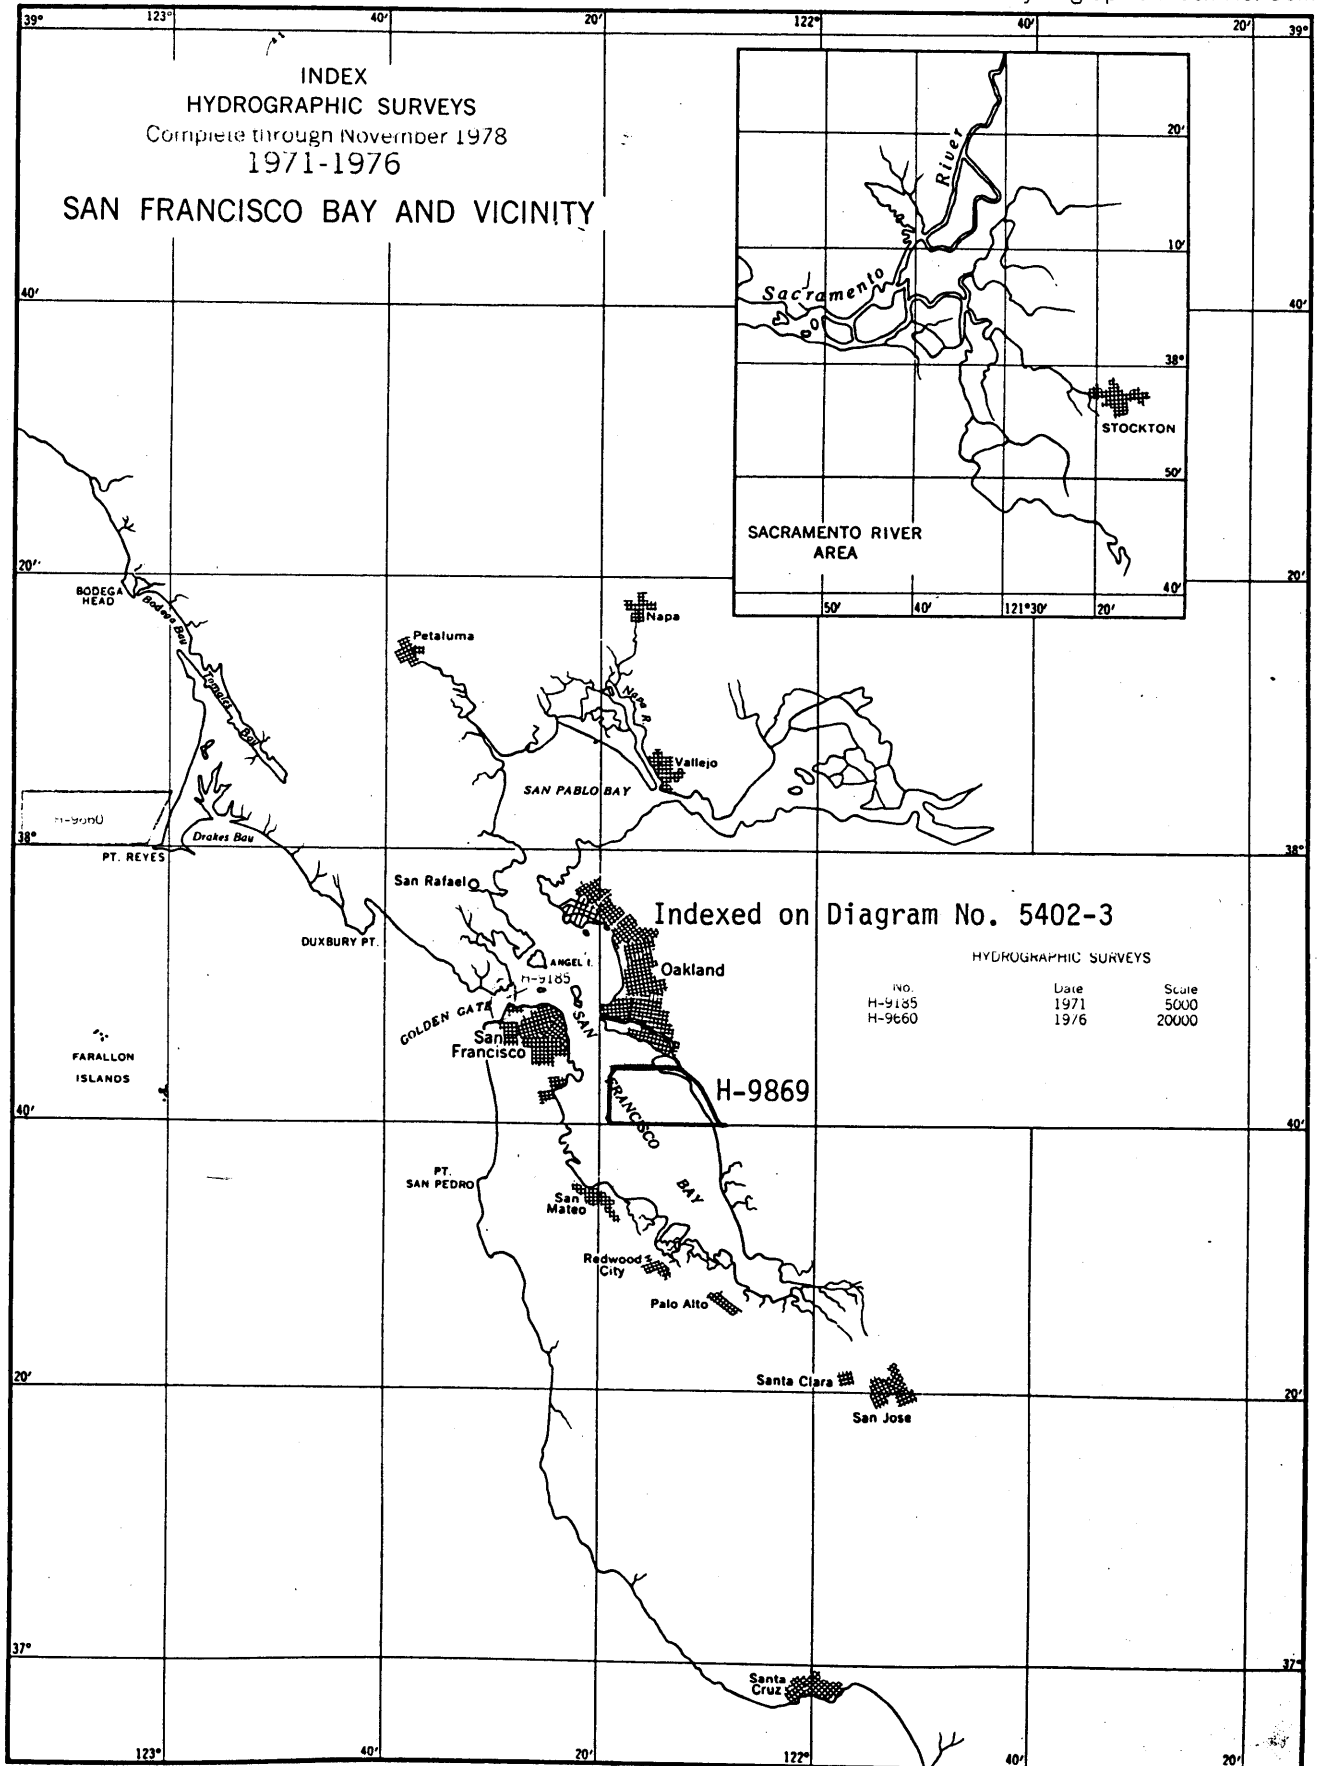 39° 123° 40' 20' 122° 40' 20' 39°
INDEX
HYDROGRAPHIC SURVEYS
Complete through November 1978
1971-1976
SAN FRANCISCO BAY AND VICINITY
River
20'
10'
Sacramento
38°
STOCKTON
50'
SACRAMENTO RIVER
AREA
40'
50' 40' 121°30' 20'
40' 40'
20' 20'
BODEGA
HEAD
Bodega Bay
Tomales
Bay
Petaluma
Napa
Napa R.
Vallejo
SAN PABLO BAY
H-9660
38° 38°
Drakes Bay
PT. REYES
San Rafael
DUXBURY PT.
Indexed on Diagram No. 5402-3
ANGEL I.
H-9185
Oakland
HYDROGRAPHIC SURVEYS
No. Date Scale
H-9185 1971 5000
H-9660 1976 20000
GOLDEN GATE
San
Francisco
FARALLON
ISLANDS
SAN
FRANCISCO
BAY
H-9869
40' 40'
PT.
SAN PEDRO
San
Mateo
Redwood
City
Palo Alto
Santa Clara
San Jose
20' 20'
37° 37°
Santa
Cruz
123° 40' 20' 122° 40' 20'